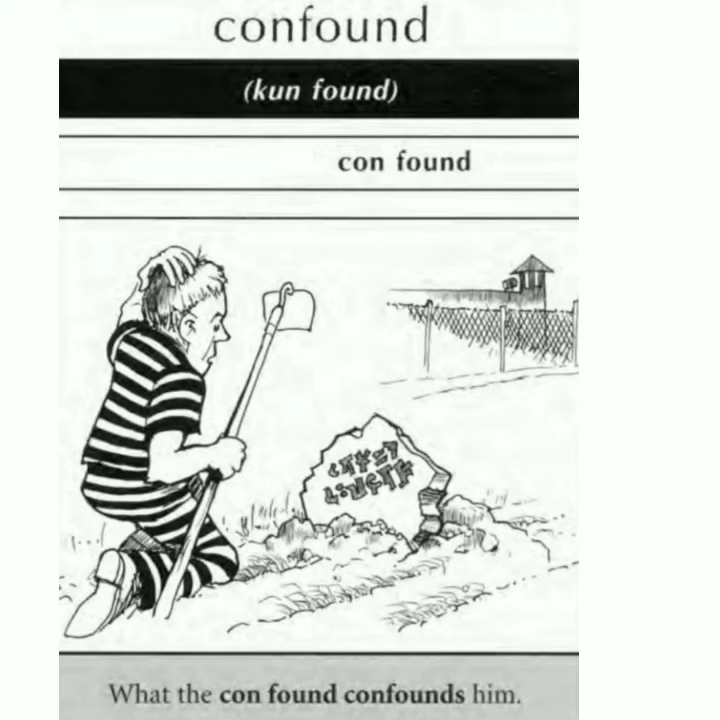 confound
(kun found)
con found
What the con found confounds him.